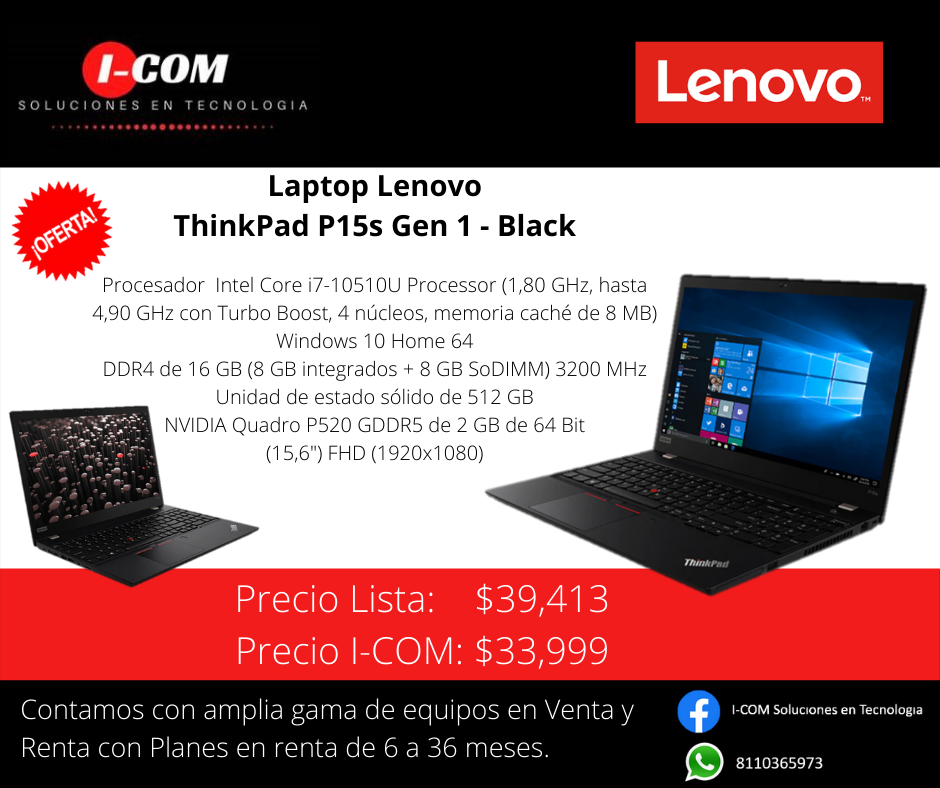 I-COM
SOLUCIONES EN TECNOLOGIA
Lenovo™
Laptop Lenovo
ThinkPad P15s Gen 1 - Black
¡OFERTA!
Procesador  Intel Core i7-10510U Processor (1,80 GHz, hasta
4,90 GHz con Turbo Boost, 4 núcleos, memoria caché de 8 MB)
Windows 10 Home 64
DDR4 de 16 GB (8 GB integrados + 8 GB SoDIMM) 3200 MHz
Unidad de estado sólido de 512 GB
NVIDIA Quadro P520 GDDR5 de 2 GB de 64 Bit
(15,6") FHD (1920x1080)
ThinkPad
Precio Lista: $39,413
Precio I-COM: $33,999
Contamos con amplia gama de equipos en Venta y
Renta con Planes en renta de 6 a 36 meses.
I-COM Soluciones en Tecnologia
8110365973